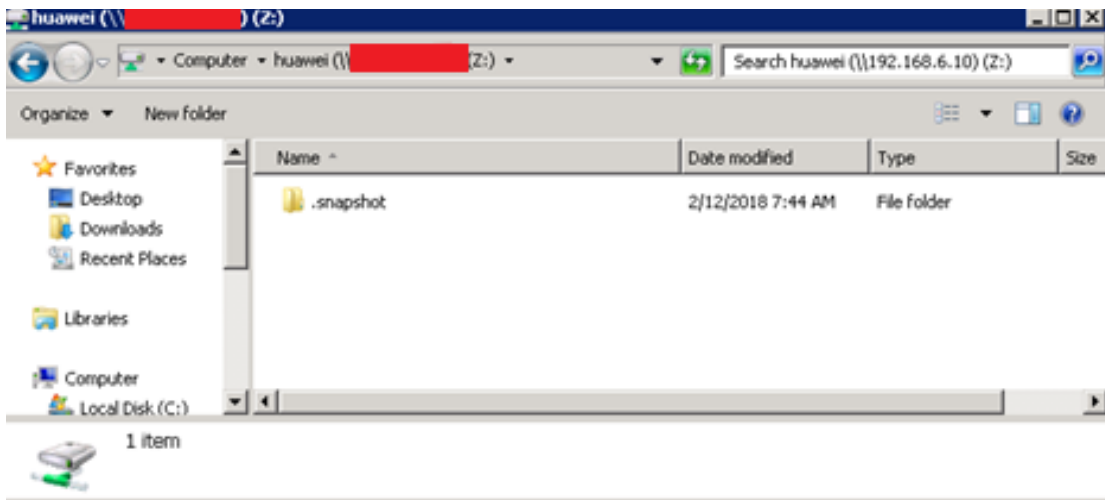 huawei (\\ ) (Z:)
Computer huawei (\\ (Z:)
Search huawei (\\192.168.6.10) (Z:)
Organize New folder
Name Date modified Type Size
Favorites
.snapshot 2/12/2018 7:44 AM File folder
Desktop
Downloads
Recent Places
Libraries
Computer
Local Disk (C:)
1 item